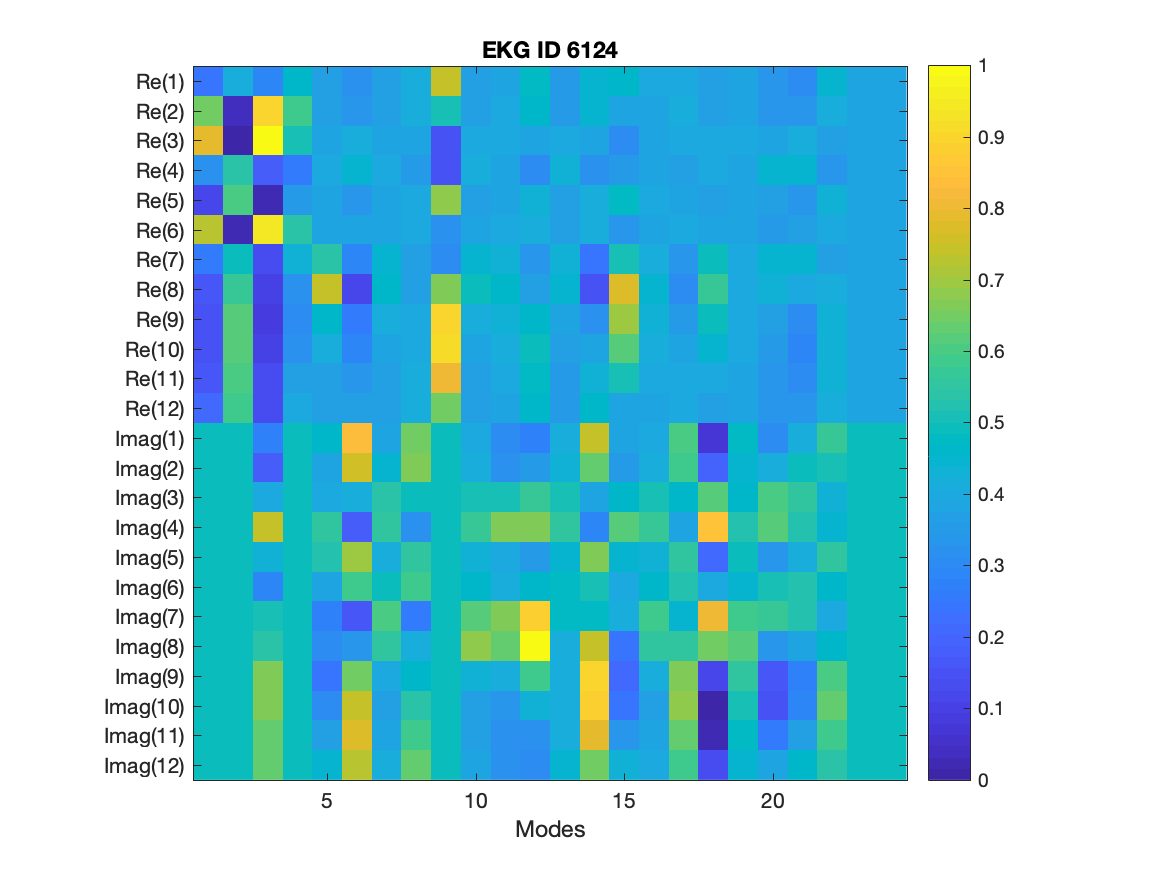 EKG ID 6124
Re(1)
Re(2)
Re(3)
Re(4)
Re(5)
Re(6)
Re(7)
Re(8)
Re(9)
Re(10)
Re(11)
Re(12)
Imag(1)
Imag(2)
Imag(3)
Imag(4)
Imag(5)
Imag(6)
Imag(7)
Imag(8)
Imag(9)
Imag(10)
Imag(11)
Imag(12)
5 10 15 20
Modes
1
0.9
0.8
0.7
0.6
0.5
0.4
0.3
0.2
0.1
0